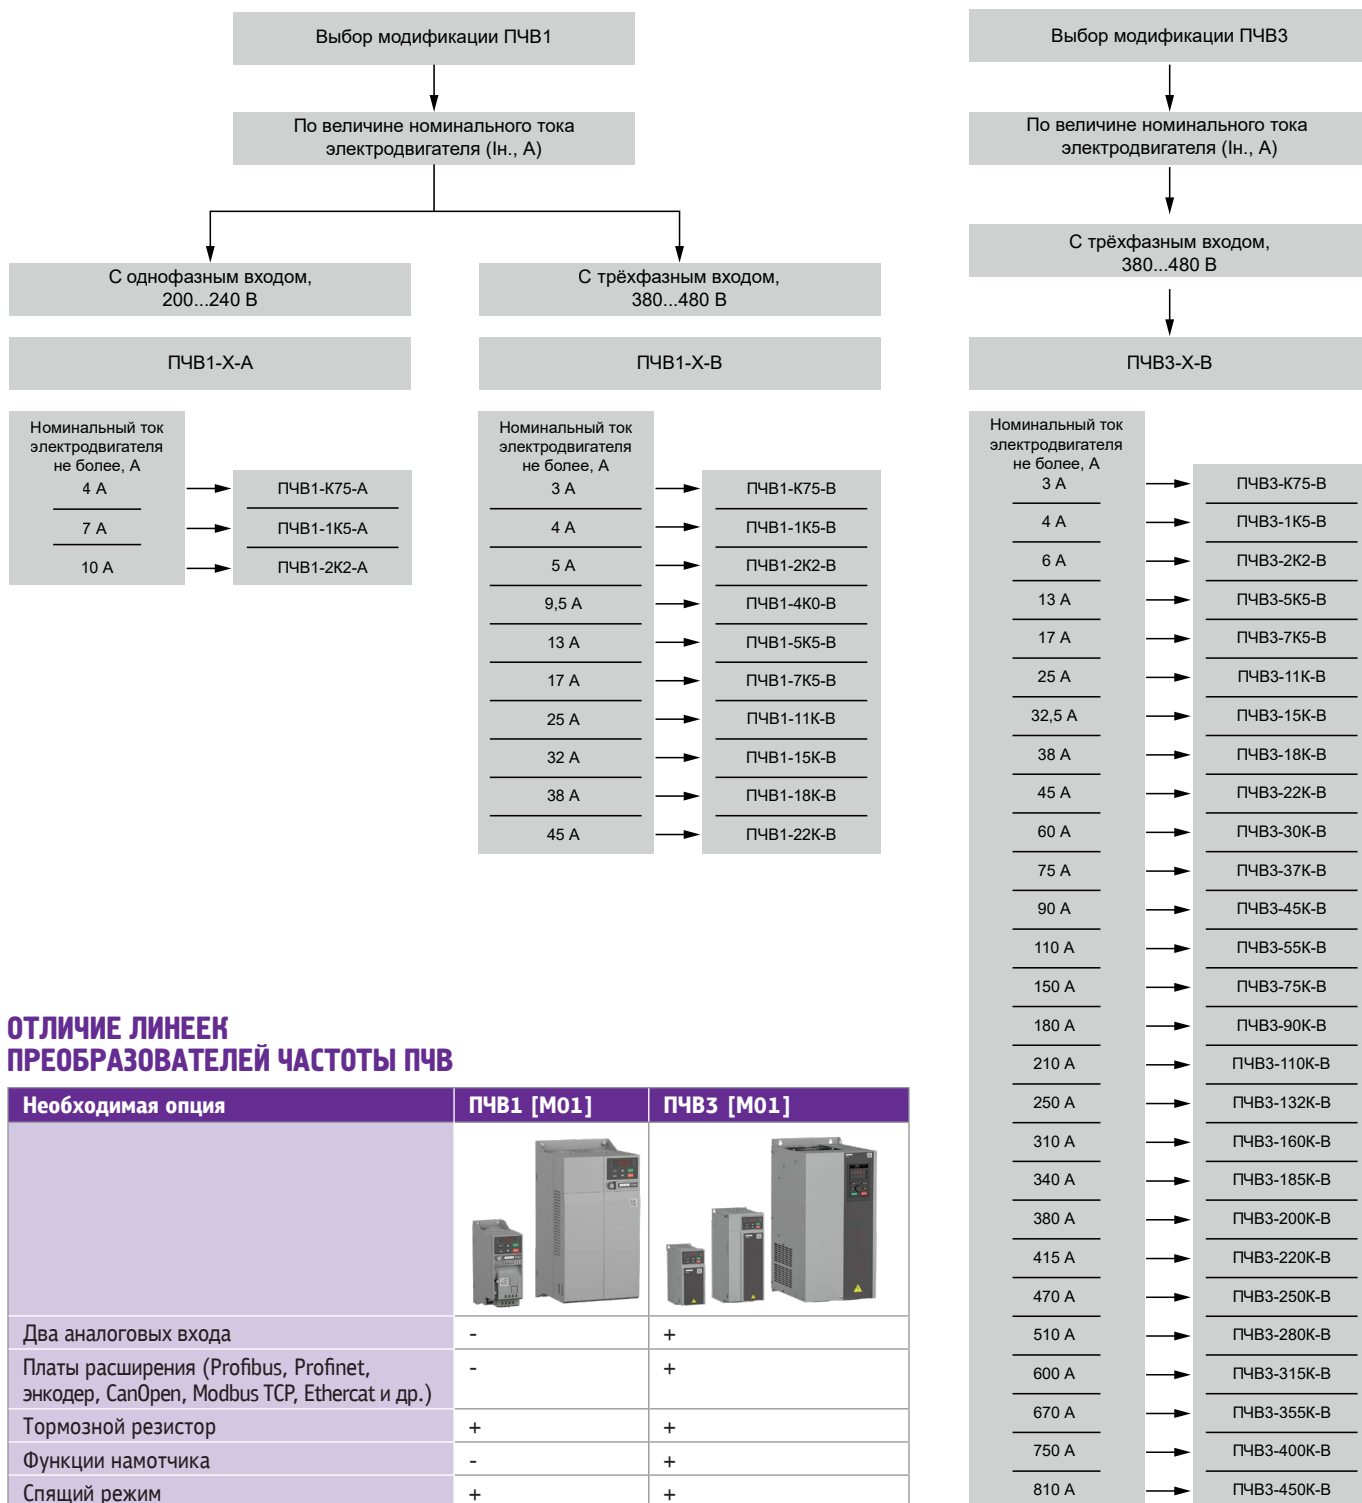 Выбор модификации ПЧВ1
По величине номинального тока
электродвигателя (Iн., А)
С однофазным входом,
200...240 В
С трёхфазным входом,
380...480 В
ПЧВ1-Х-А
ПЧВ1-Х-В
Номинальный ток
электродвигателя
не более, А
4 А
ПЧВ1-К75-А
7 А
ПЧВ1-1К5-А
10 А
ПЧВ1-2К2-А
Номинальный ток
электродвигателя
не более, А
3 А
ПЧВ1-К75-В
4 А
ПЧВ1-1К5-В
5 А
ПЧВ1-2К2-В
9,5 А
ПЧВ1-4К0-В
13 А
ПЧВ1-5К5-В
17 А
ПЧВ1-7К5-В
25 А
ПЧВ1-11К-В
32 А
ПЧВ1-15К-В
38 А
ПЧВ1-18К-В
45 А
ПЧВ1-22К-В
Выбор модификации ПЧВ3
По величине номинального тока
электродвигателя (Iн., А)
С трёхфазным входом,
380...480 В
ПЧВ3-Х-В
Номинальный ток
электродвигателя
не более, А
3 А
ПЧВ3-К75-В
4 А
ПЧВ3-1К5-В
6 А
ПЧВ3-2К2-В
13 А
ПЧВ3-5К5-В
17 А
ПЧВ3-7К5-В
25 А
ПЧВ3-11К-В
32,5 А
ПЧВ3-15К-В
38 А
ПЧВ3-18К-В
45 А
ПЧВ3-22К-В
60 А
ПЧВ3-30К-В
75 А
ПЧВ3-37К-В
90 А
ПЧВ3-45К-В
110 А
ПЧВ3-55К-В
150 А
ПЧВ3-75К-В
180 А
ПЧВ3-90К-В
210 А
ПЧВ3-110К-В
250 А
ПЧВ3-132К-В
310 А
ПЧВ3-160К-В
340 А
ПЧВ3-185К-В
380 А
ПЧВ3-200К-В
415 А
ПЧВ3-220К-В
470 А
ПЧВ3-250К-В
510 А
ПЧВ3-280К-В
600 А
ПЧВ3-315К-В
670 А
ПЧВ3-355К-В
750 А
ПЧВ3-400К-В
810 А
ПЧВ3-450К-В
ОТЛИЧИЕ ЛИНЕЕК
ПРЕОБРАЗОВАТЕЛЕЙ ЧАСТОТЫ ПЧВ
Необходимая опция ПЧВ1 [М01] ПЧВ3 [М01]
Два аналоговых входа - +
Платы расширения (Profibus, Profinet, - +
энкодер, CanOpen, Modbus TCP, Ethercat и др.)
Тормозной резистор + +
Функции намотчика - +
Спящий режим + +